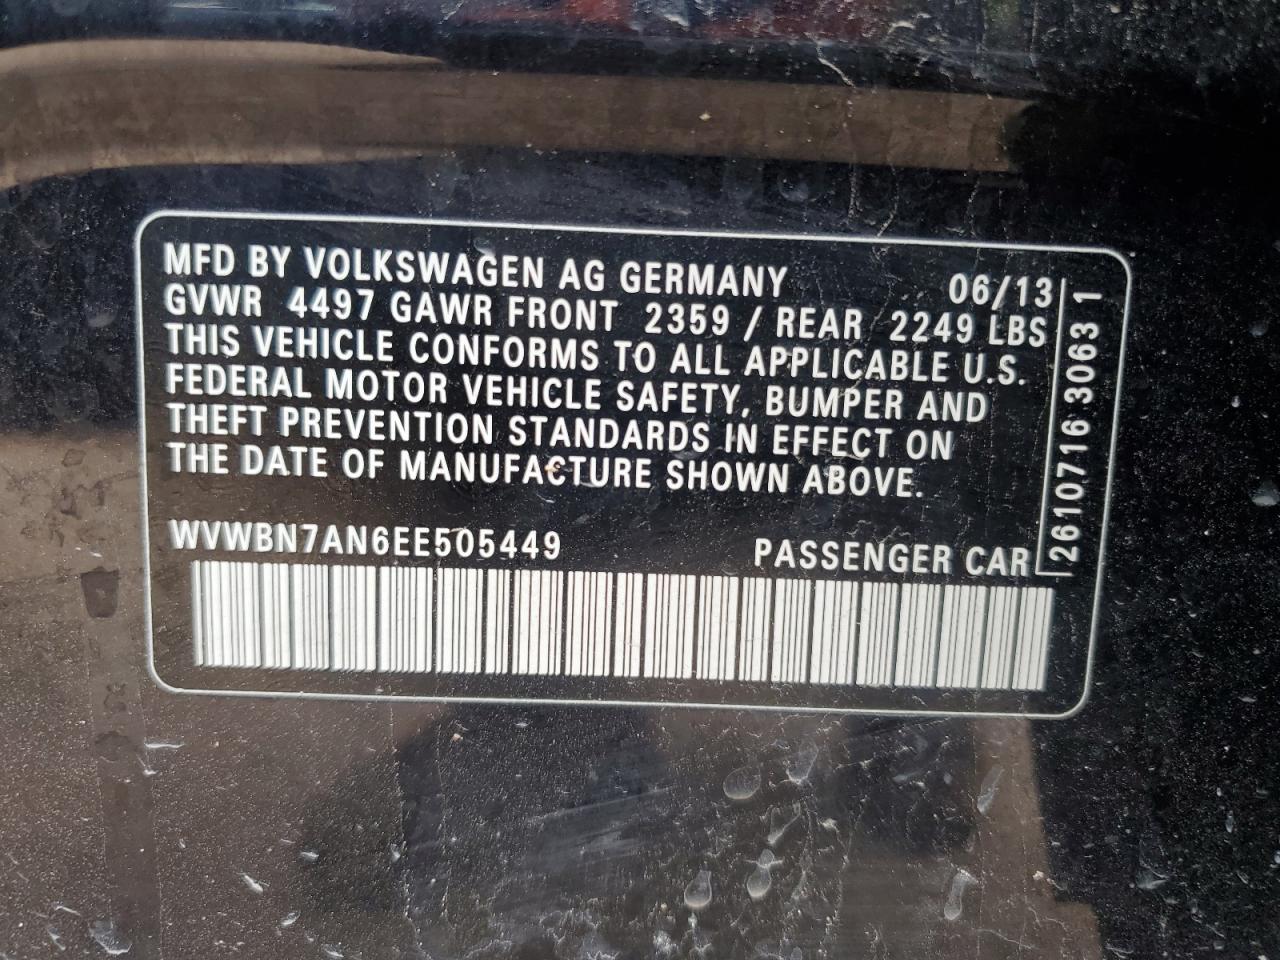 MFD BY VOLKSWAGEN AG GERMANY 06/13
GVWR 4497 GAWR FRONT 2359 / REAR 2249 LBS
THIS VEHICLE CONFORMS TO ALL APPLICABLE U.S.
FEDERAL MOTOR VEHICLE SAFETY, BUMPER AND
THEFT PREVENTION STANDARDS IN EFFECT ON
THE DATE OF MANUFACTURE SHOWN ABOVE.
WVWBN7AN6EE505449 PASSENGER CAR
2610716 3063 1